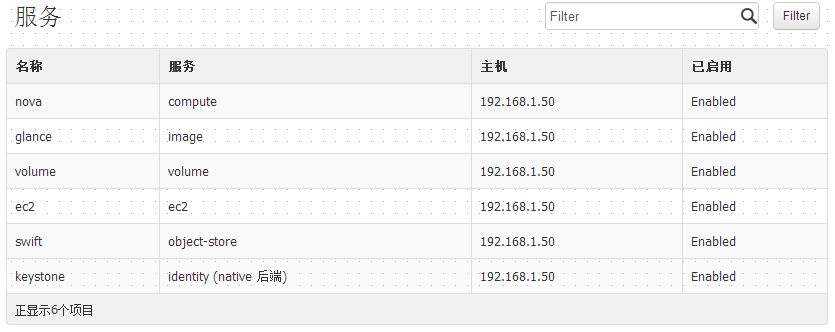 服务
Filter Filter
名称 服务 主机 已启用
nova compute 192.168.1.50 Enabled
glance image 192.168.1.50 Enabled
volume volume 192.168.1.50 Enabled
ec2 ec2 192.168.1.50 Enabled
swift object-store 192.168.1.50 Enabled
keystone identity (native 后端) 192.168.1.50 Enabled
正显示6个项目